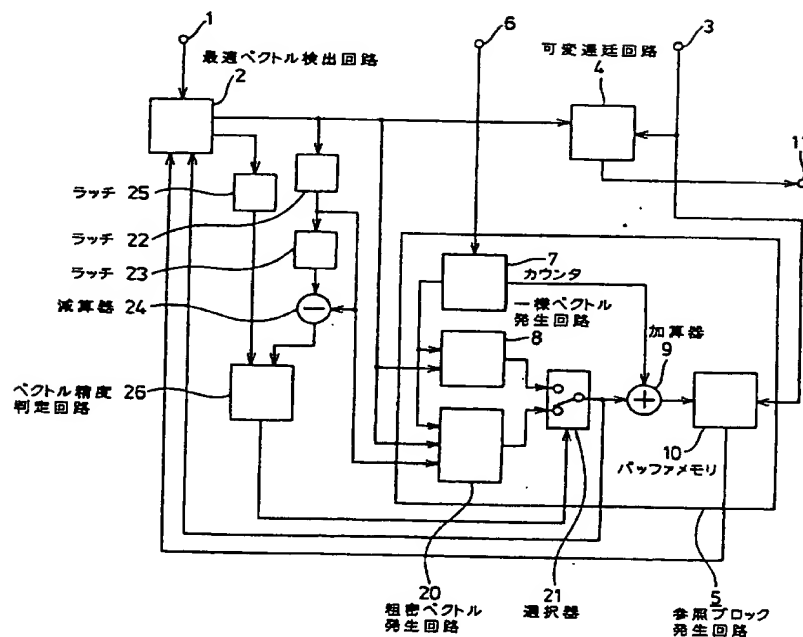 1
最適ベクトル検出回路
2
6
可変遅延回路
4
3
11
ラッチ 25
22
ラッチ
ラッチ 23
減算器 24
ベクトル精度 26
判定回路
7
カウンタ
一様ベクトル
発生回路
8
加算器
9
10
バッファメモリ
20
粗密ベクトル
発生回路
21
選択器
5
参照ブロック
発生回路